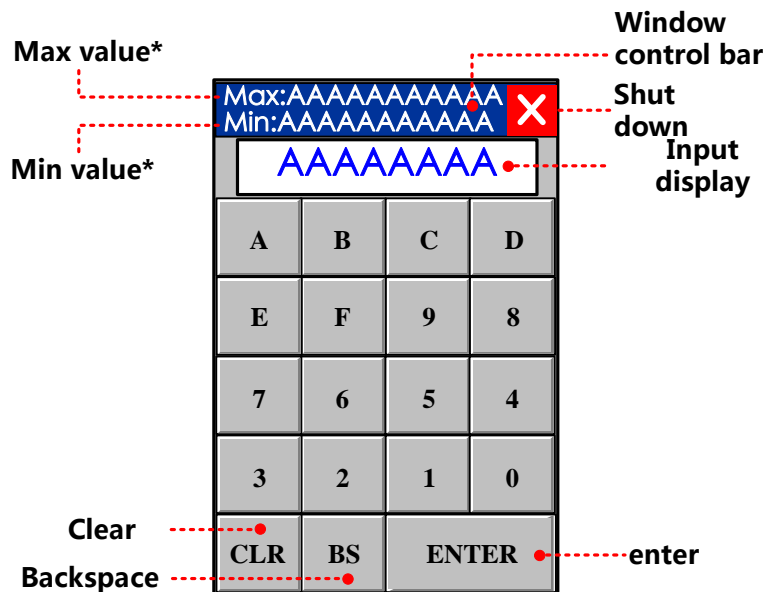 Window
control bar
Max value*
Max:AAAAAAAAAAA
Min:AAAAAAAAAAA
Shut
down
Min value*
AAAAAAAA
Input
display
A B C D
E F 9 8
7 6 5 4
3 2 1 0
Clear
CLR BS ENTER
enter
Backspace